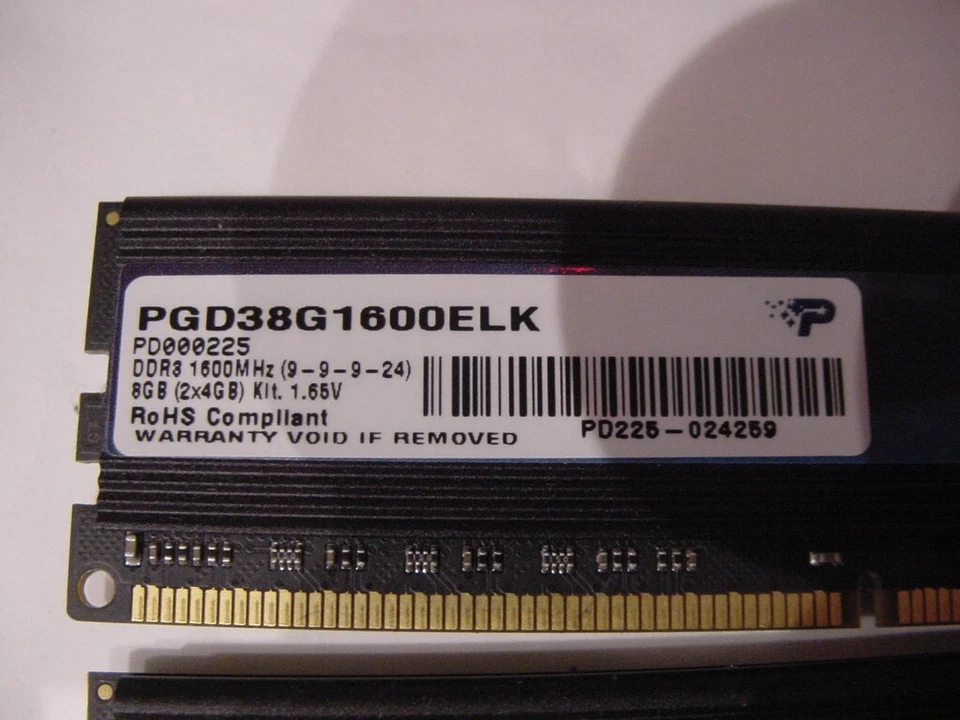 PGD38G1600ELK
PD000225
DDR3 1600MHz (9-9-9-24)
8GB (2x4GB) Kit. 1.65V
RoHS Compliant
WARRANTY VOID IF REMOVED
PD225-024259